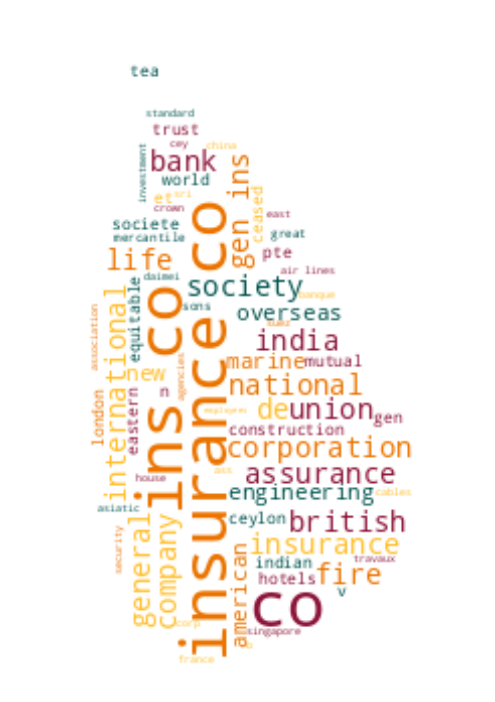 tea
standard
trust
cey
china
investment
bank
world
gen ins
et
sri
ceased
crown
east
societe
great
mercantile
life
pte
air lines
daimei
society
banque
equitable
sons
overseas
insurance co
ins co
international
association
suez
india
marine
mutual
agencies
new
national
london
eastern
n
employers
de
union
gen
construction
corporation
ass
assurance
house
engineering
cables
asiatic
ceylon
british
general
company
security
insurance
travaux
american
indian
hotels
fire
v
co
corp
singapore
b
france